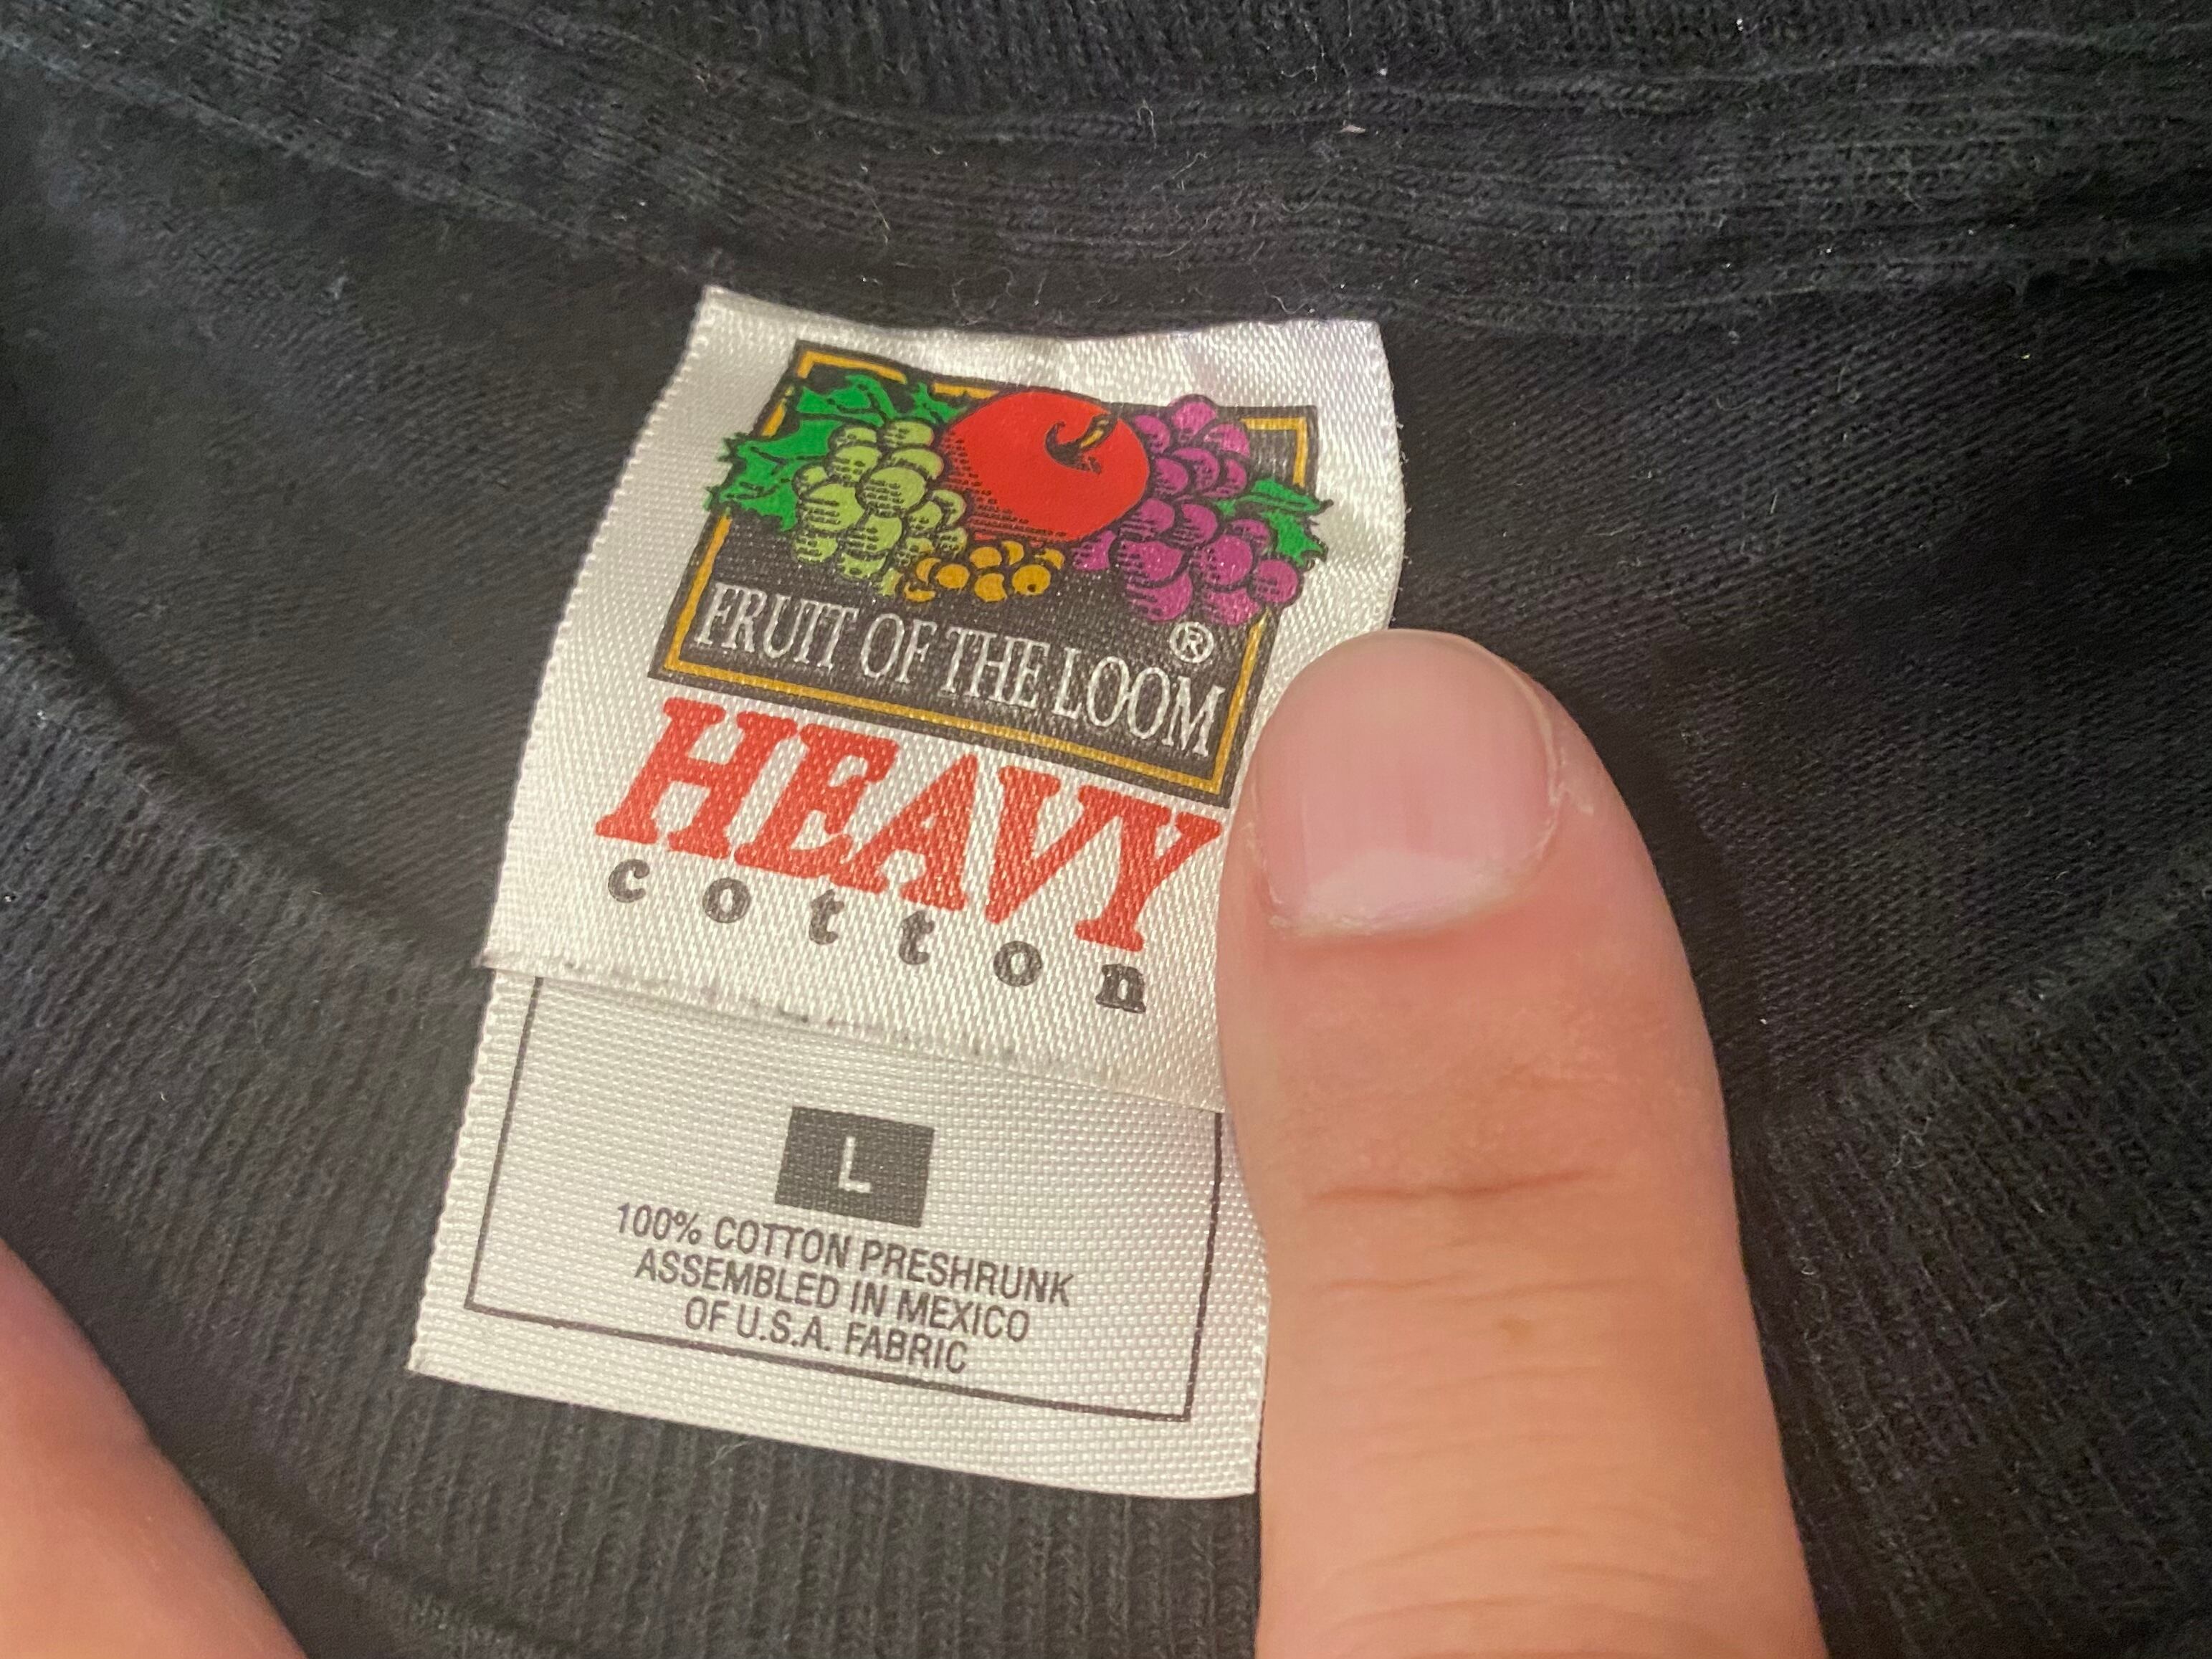 FRUIT OF THE LOOM®
HEAVY
cotton
L
100% COTTON PRESHRUNK
ASSEMBLED IN MEXICO
OF U.S.A. FABRIC